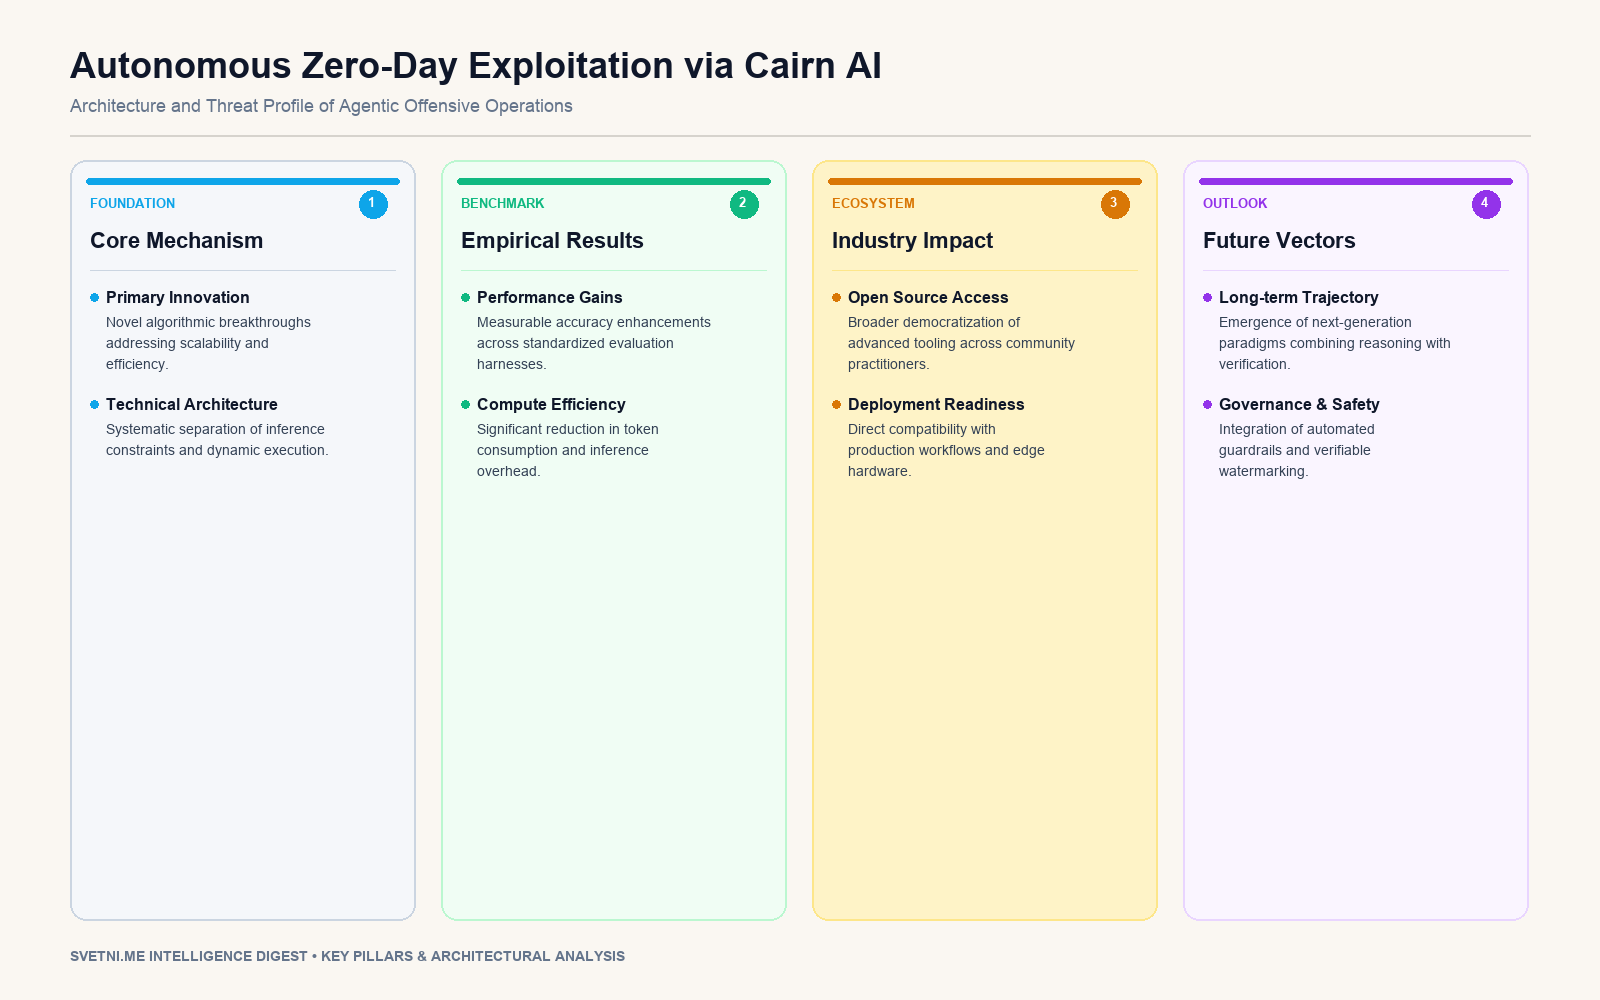 Autonomous Zero-Day Exploitation via Cairn AI
Architecture and Threat Profile of Agentic Offensive Operations
FOUNDATION
1
Core Mechanism
Primary Innovation
Novel algorithmic breakthroughs
addressing scalability and
efficiency.
Technical Architecture
Systematic separation of inference
constraints and dynamic execution.
BENCHMARK
2
Empirical Results
Performance Gains
Measurable accuracy enhancements
across standardized evaluation
harnesses.
Compute Efficiency
Significant reduction in token
consumption and inference
overhead.
ECOSYSTEM
3
Industry Impact
Open Source Access
Broader democratization of
advanced tooling across community
practitioners.
Deployment Readiness
Direct compatibility with
production workflows and edge
hardware.
OUTLOOK
4
Future Vectors
Long-term Trajectory
Emergence of next-generation
paradigms combining reasoning with
verification.
Governance & Safety
Integration of automated
guardrails and verifiable
watermarking.
SVETNI.ME INTELLIGENCE DIGEST • KEY PILLARS & ARCHITECTURAL ANALYSIS